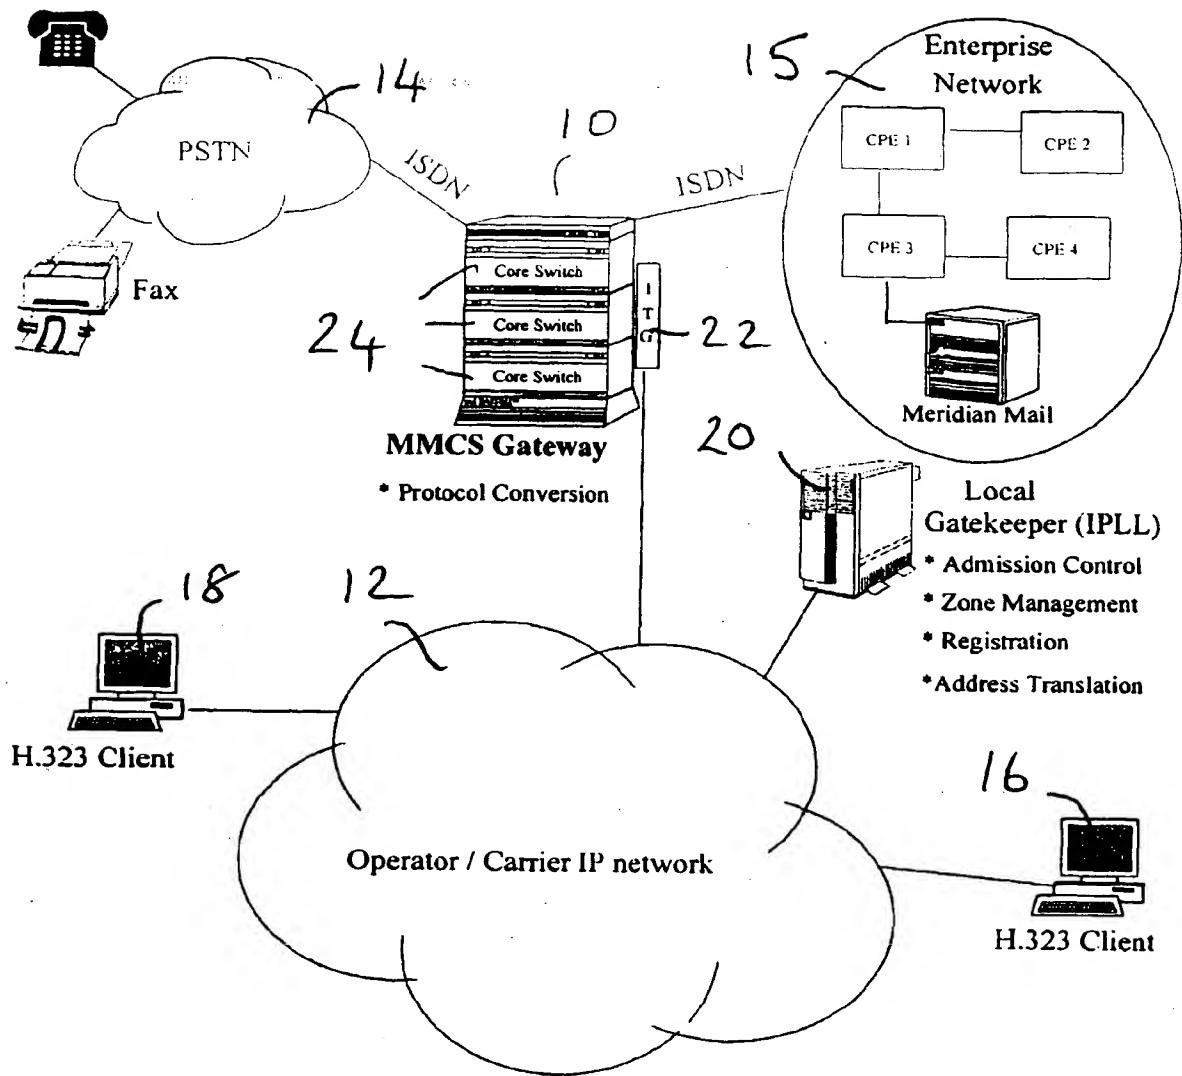 14
15
Enterprise
Network
10
PSTN
ISDN
ISDN
CPE 1
CPE 2
CPE 3
CPE 4
Core Switch
Core Switch
Core Switch
I
T
G
24
22
Fax
Meridian Mail
MMCS Gateway
* Protocol Conversion
20
Local
Gatekeeper (IPLL)
* Admission Control
* Zone Management
* Registration
*Address Translation
18
12
H.323 Client
16
Operator / Carrier IP network
H.323 Client